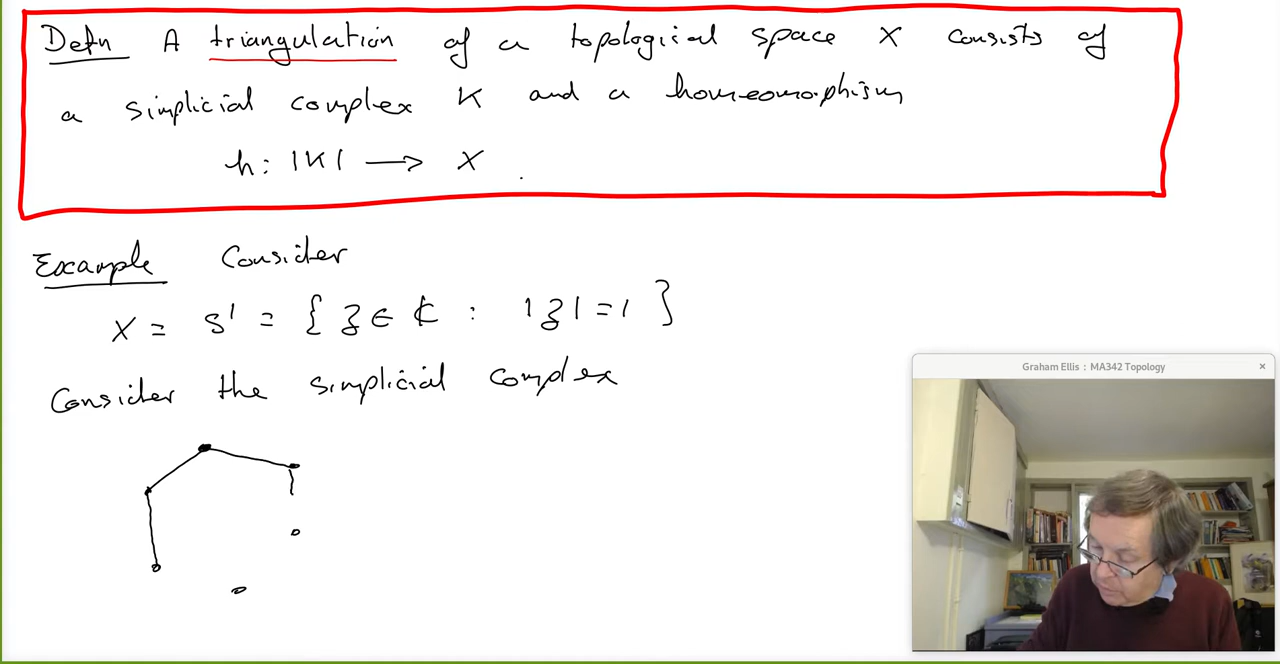 Defn A triangulation of a topological space X consists of
a simplicial complex K and a homeomorphism
h: |K| ⟶ X .
Example Consider
X = S¹ = { z ∈ ℂ : |z| = 1 }
Consider the simplicial complex
Graham Ellis : MA342 Topology
×